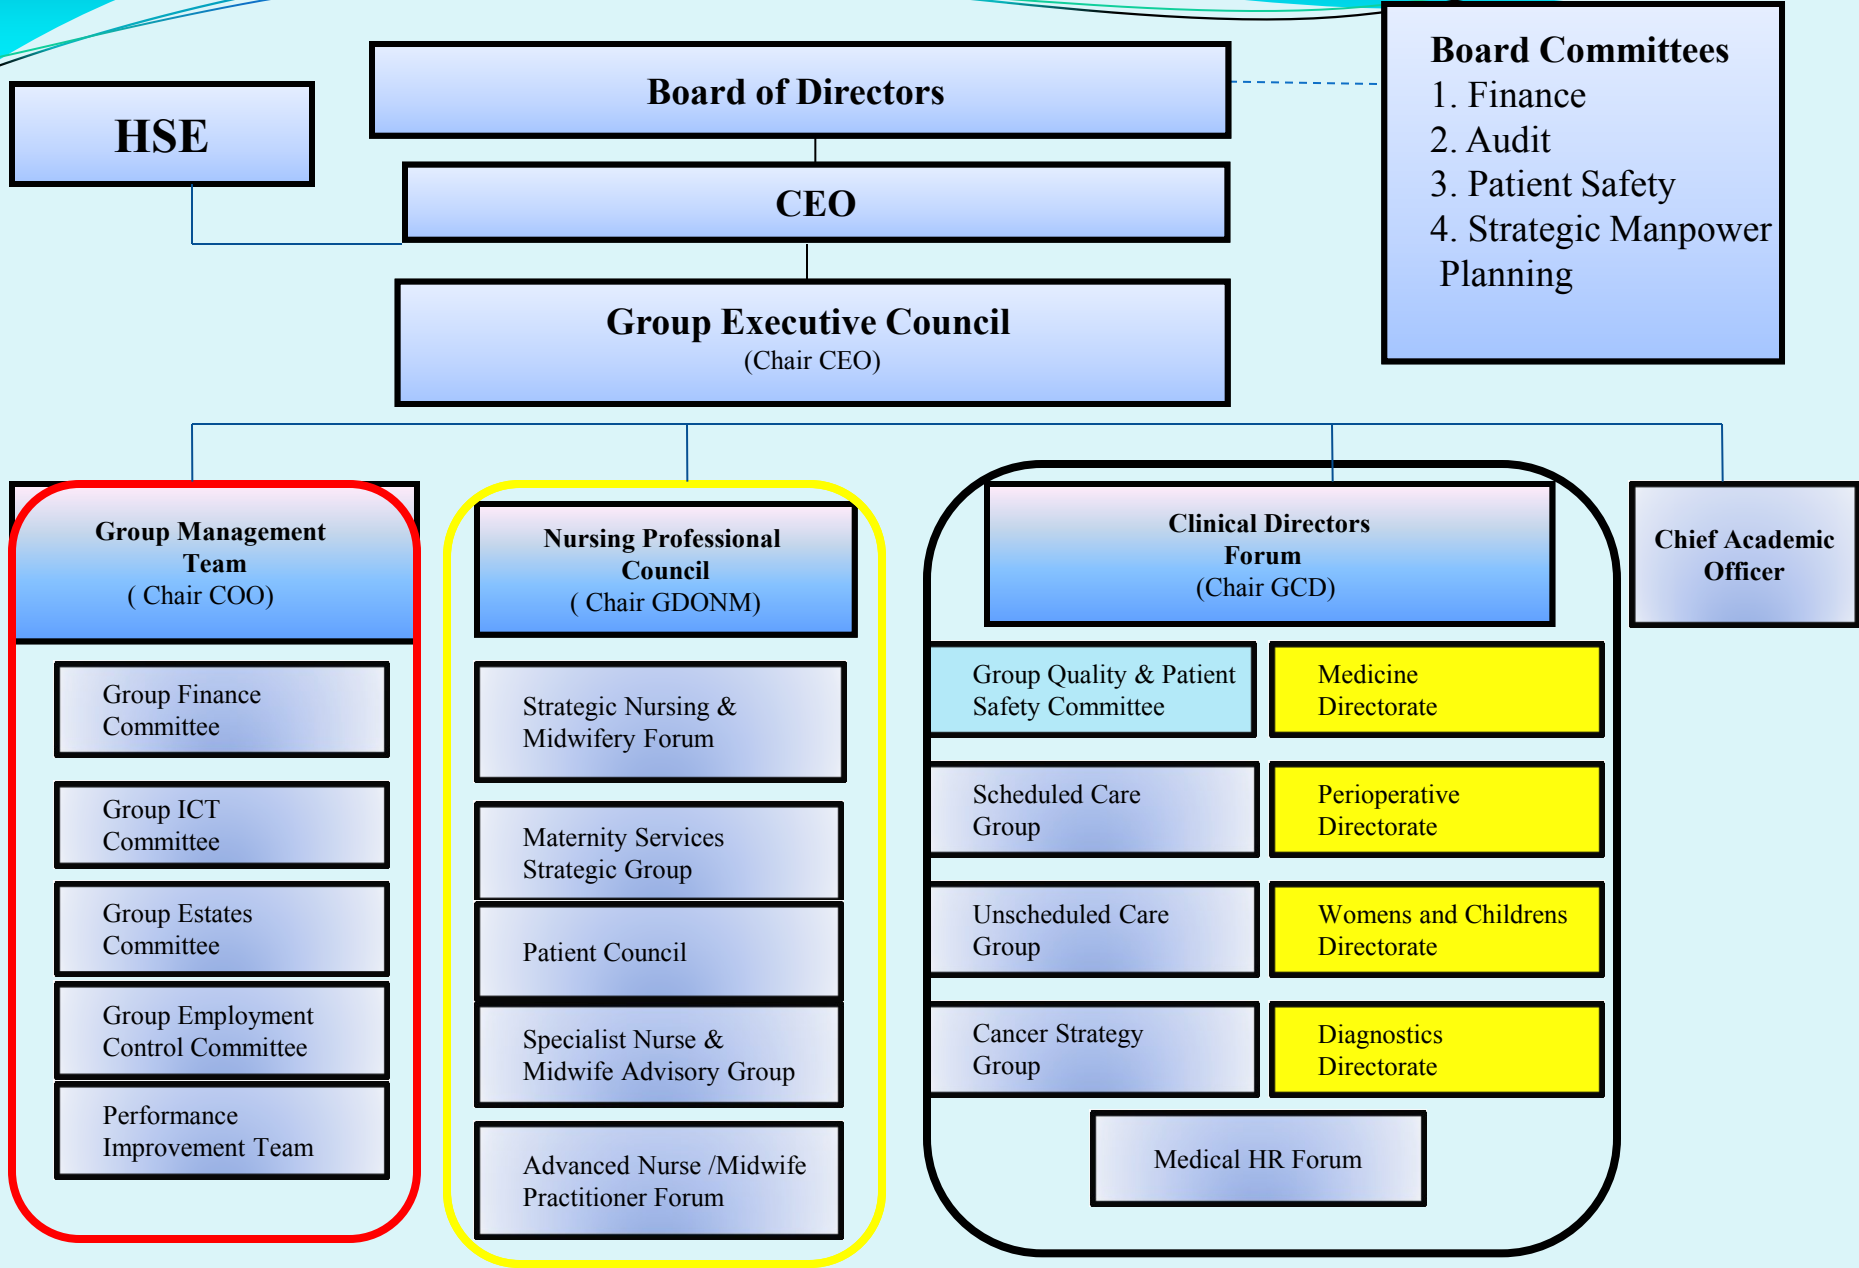 HSE
Board of Directors
CEO
Group Executive Council
(Chair CEO)
Board Committees
1. Finance
2. Audit
3. Patient Safety
4. Strategic Manpower
Planning
Group Management
Team
( Chair COO)
Group Finance
Committee
Group ICT
Committee
Group Estates
Committee
Group Employment
Control Committee
Performance
Improvement Team
Nursing Professional
Council
( Chair GDONM)
Strategic Nursing &
Midwifery Forum
Maternity Services
Strategic Group
Patient Council
Specialist Nurse &
Midwife Advisory Group
Advanced Nurse /Midwife
Practitioner Forum
Clinical Directors
Forum
(Chair GCD)
Group Quality & Patient
Safety Committee
Medicine
Directorate
Scheduled Care
Group
Perioperative
Directorate
Unscheduled Care
Group
Womens and Childrens
Directorate
Cancer Strategy
Group
Diagnostics
Directorate
Medical HR Forum
Chief Academic
Officer